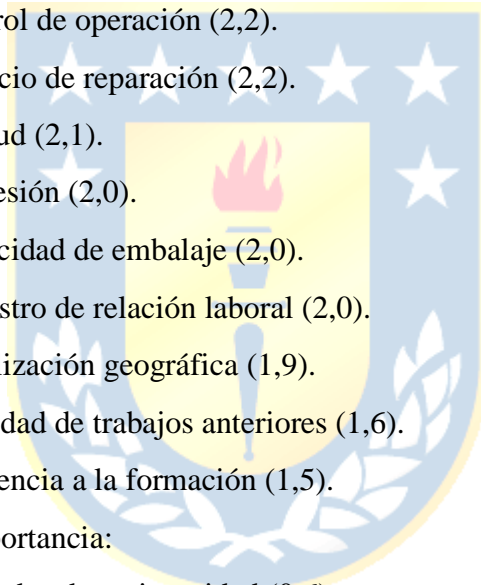 rol de operación (2,2).
cio de reparación (2,2).
ud (2,1).
esión (2,0).
cidad de embalaje (2,0).
stro de relación laboral (2,0).
lización geográfica (1,9).
dad de trabajos anteriores (1,6).
encia a la formación (1,5).
portancia: